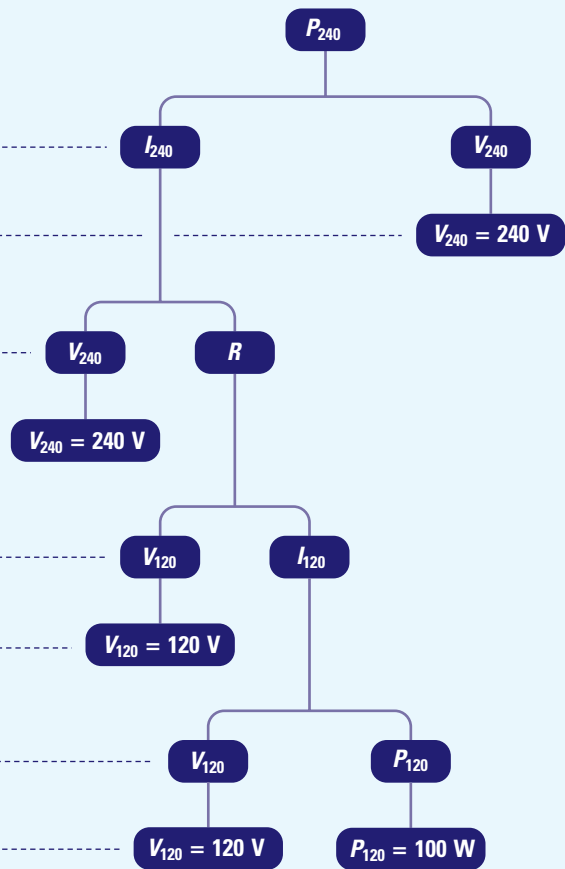 P240
I240 V240
V240 = 240 V
V240 R
V240 = 240 V
V120 I120
V120 = 120 V
V120 P120
V120 = 120 V P120 = 100 W